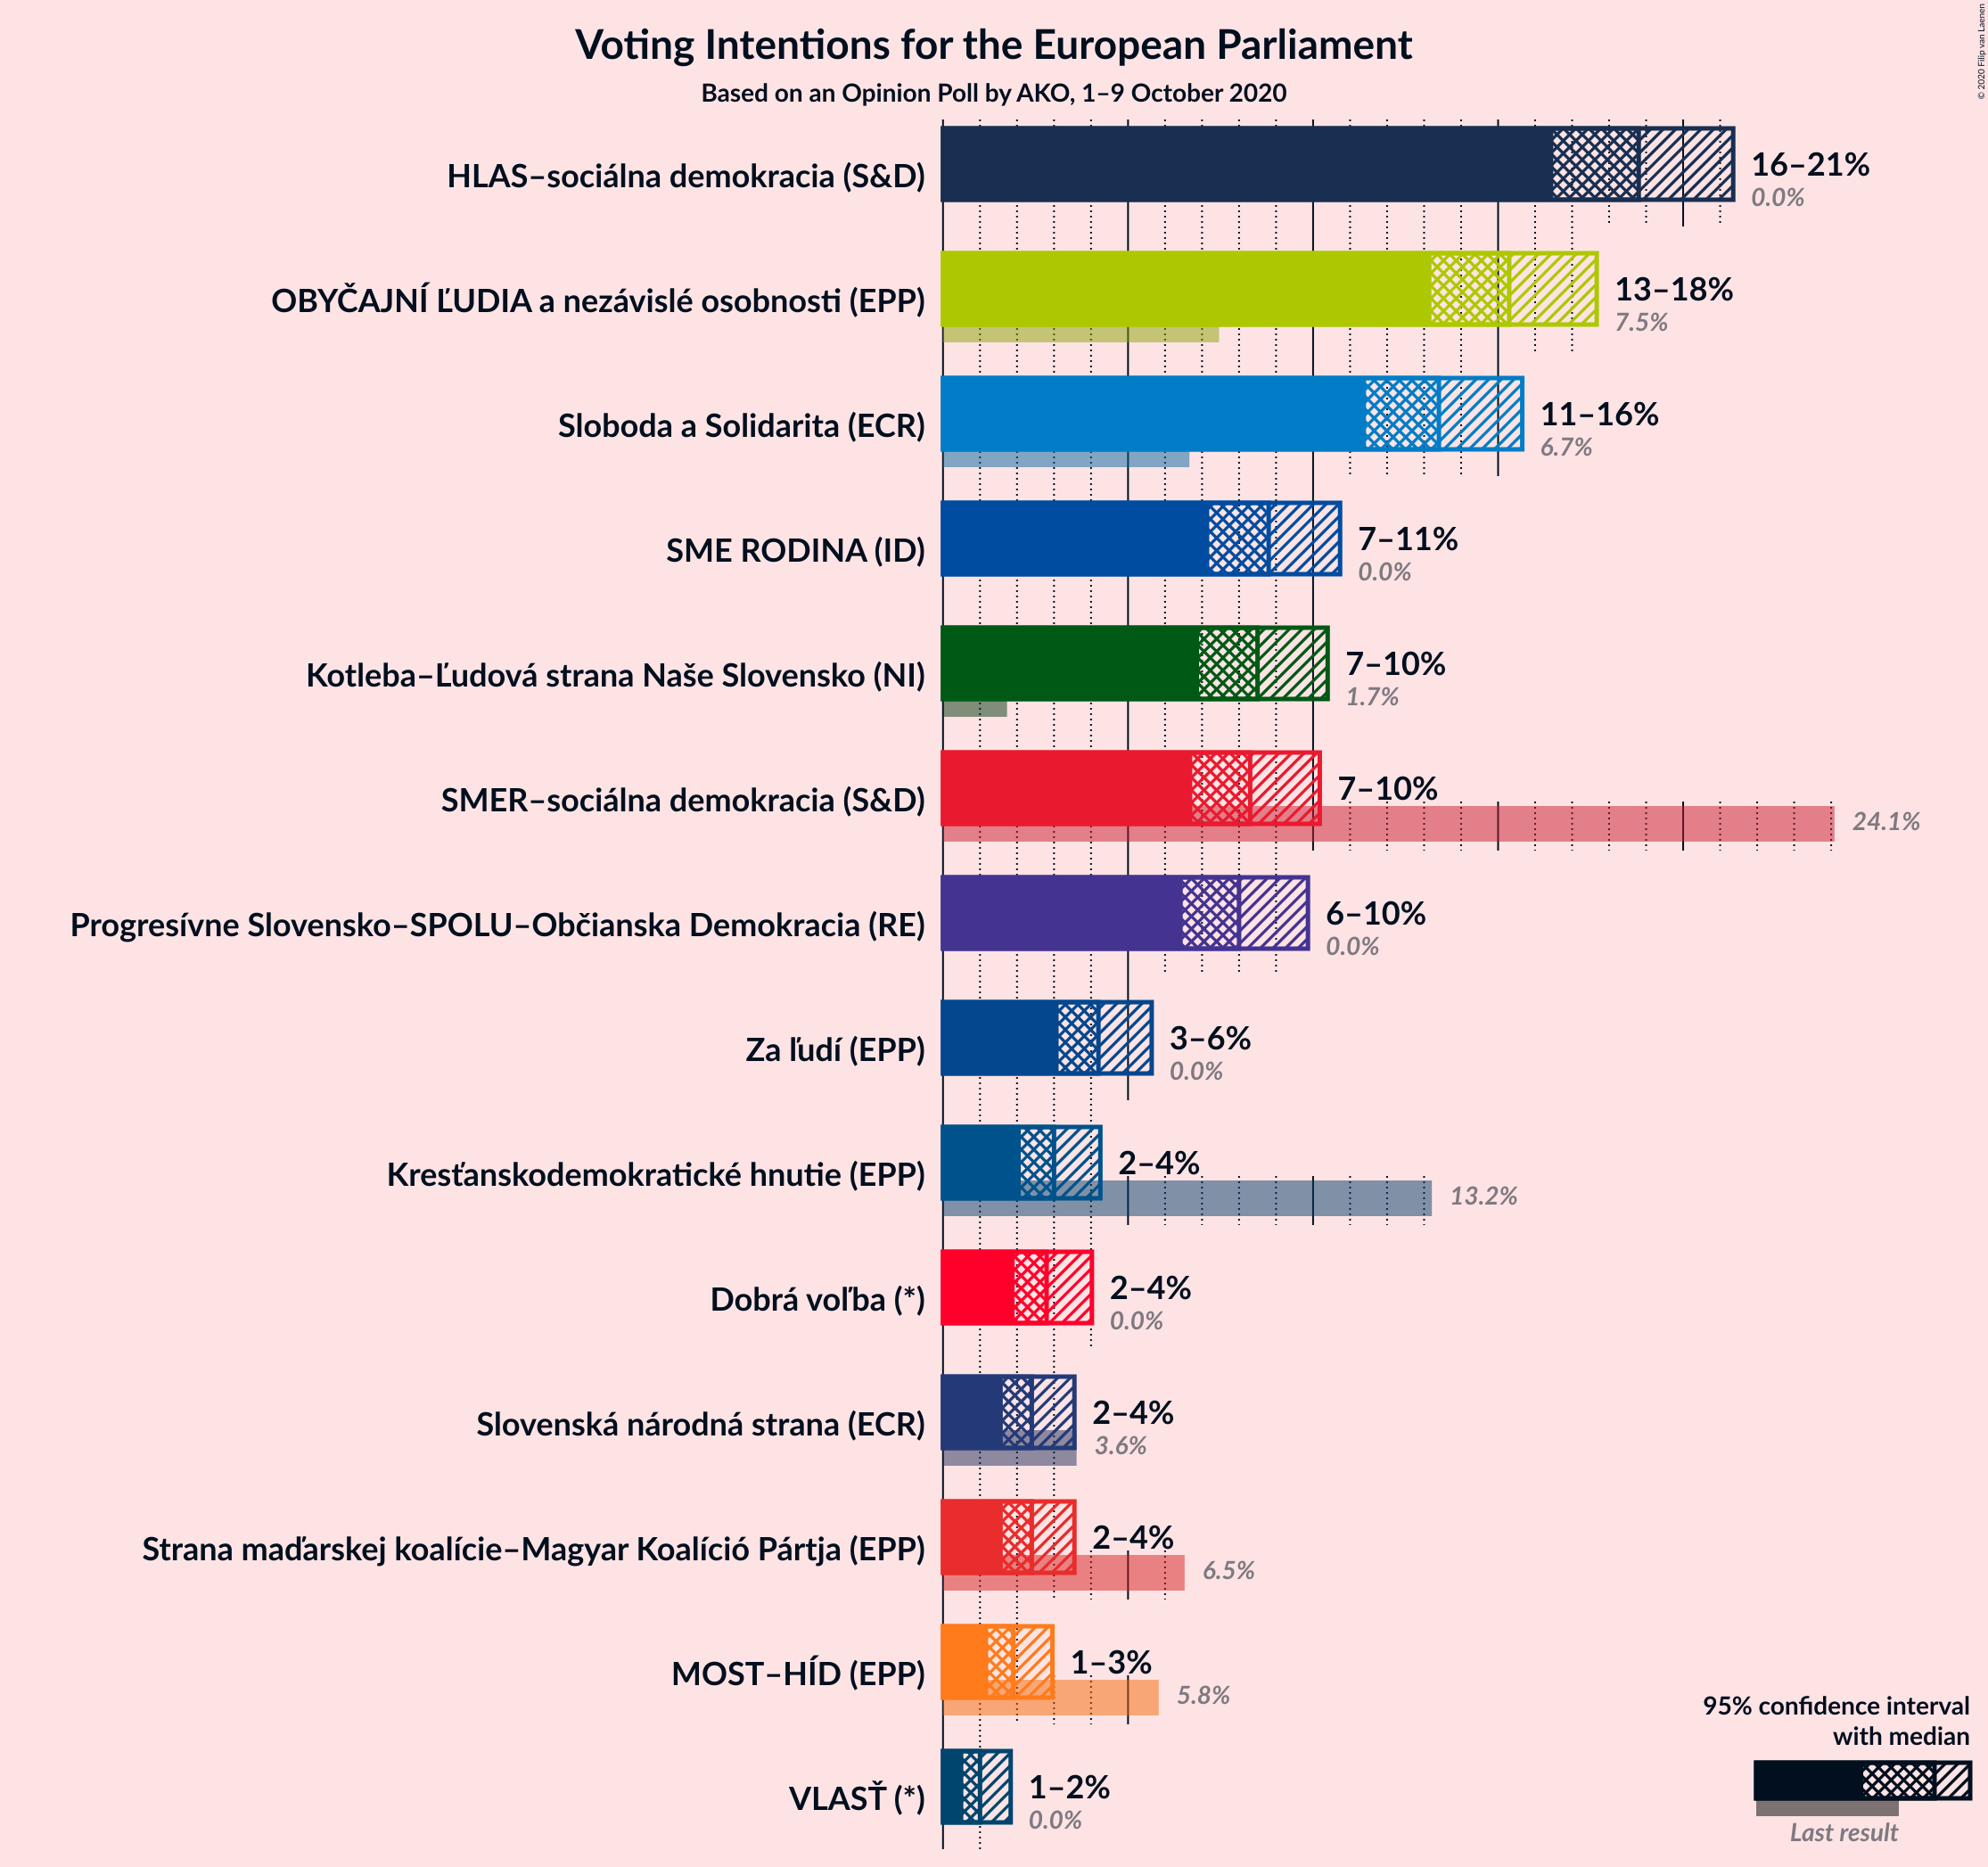 Voting Intentions for the European Parliament
Based on an Opinion Poll by AKO, 1–9 October 2020
© 2020 Filip van Laenen
HLAS–sociálna demokracia (S&D)
16–21%
0.0%
OBYČAJNÍ ĽUDIA a nezávislé osobnosti (EPP)
13–18%
7.5%
Sloboda a Solidarita (ECR)
11–16%
6.7%
SME RODINA (ID)
7–11%
0.0%
Kotleba–Ľudová strana Naše Slovensko (NI)
7–10%
1.7%
SMER–sociálna demokracia (S&D)
7–10%
24.1%
Progresívne Slovensko–SPOLU–Občianska Demokracia (RE)
6–10%
0.0%
Za ľudí (EPP)
3–6%
0.0%
Kresťanskodemokratické hnutie (EPP)
2–4%
13.2%
Dobrá voľba (*)
2–4%
0.0%
Slovenská národná strana (ECR)
2–4%
3.6%
Strana maďarskej koalície–Magyar Koalíció Pártja (EPP)
2–4%
6.5%
MOST–HÍD (EPP)
1–3%
5.8%
VLASŤ (*)
1–2%
0.0%
95% confidence interval
with median
Last result